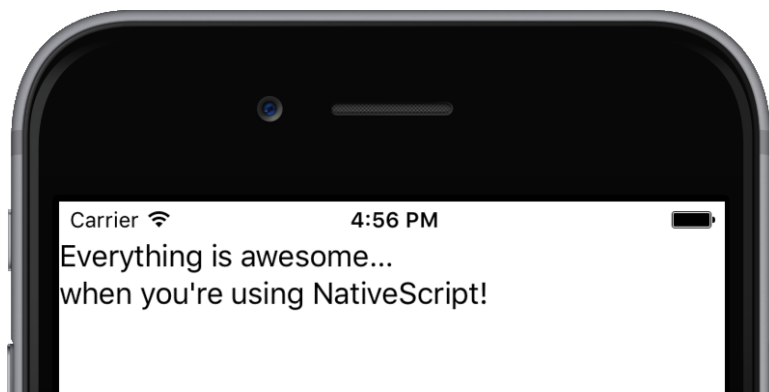 Carrier 4:56 PM
Everything is awesome...
when you're using NativeScript!